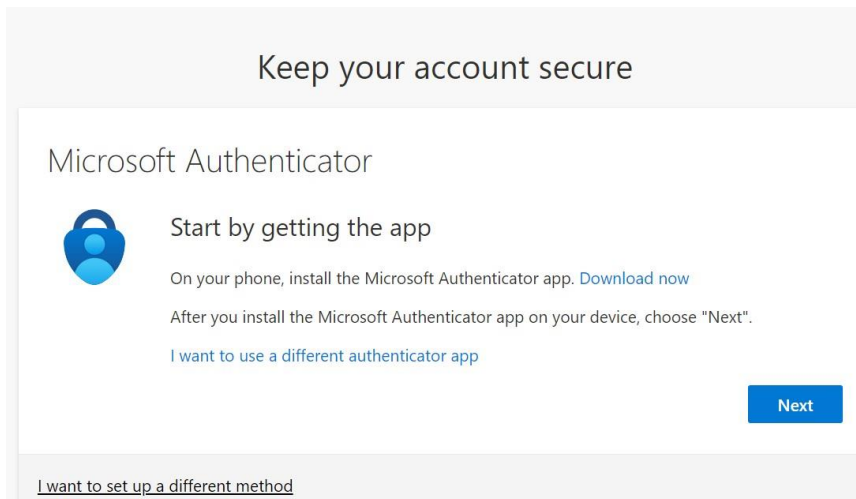 Keep your account secure
Microsoft Authenticator
Start by getting the app
On your phone, install the Microsoft Authenticator app. Download now
After you install the Microsoft Authenticator app on your device, choose "Next".
I want to use a different authenticator app
Next
I want to set up a different method